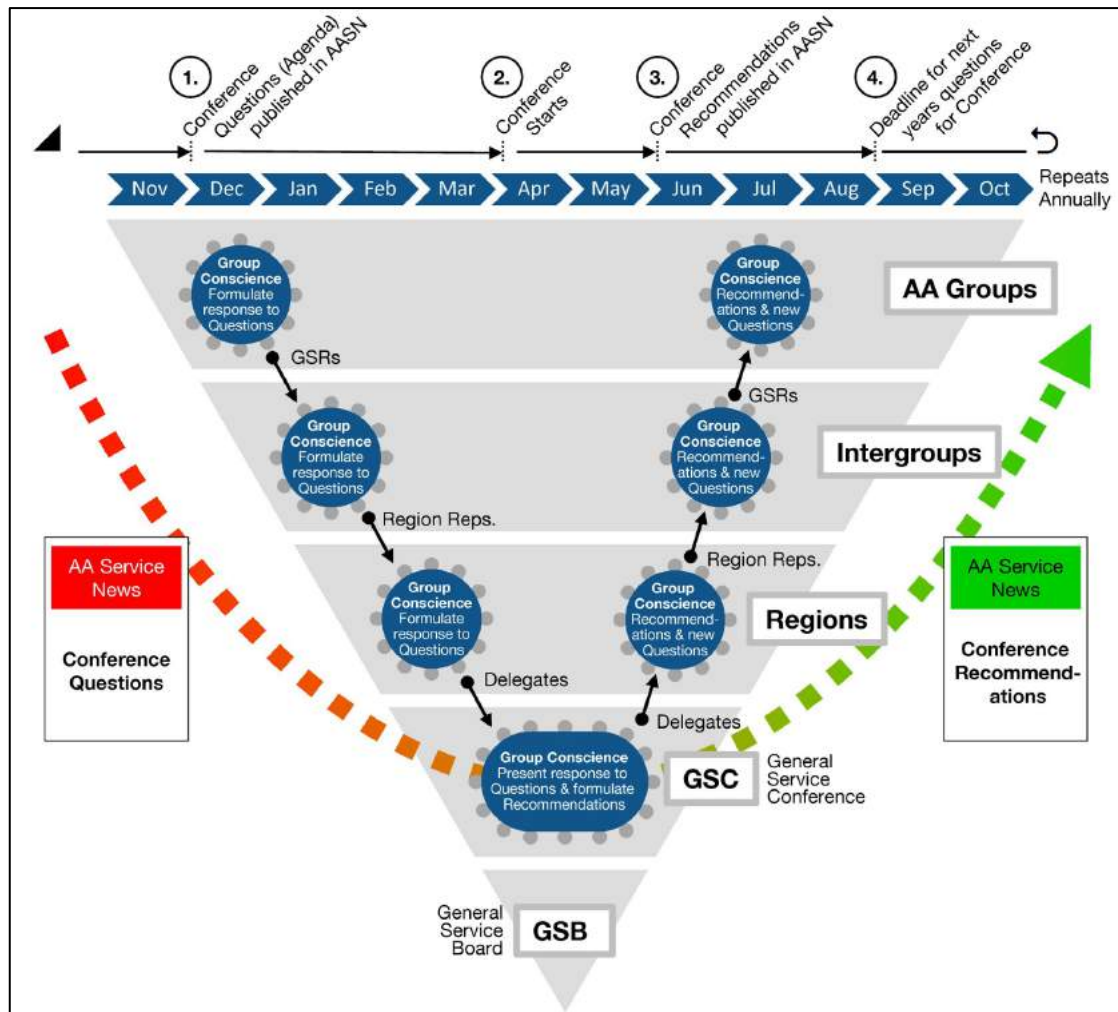 1.
Conference
Questions (Agenda)
published in AASN
2.
Conference
Starts
3.
Conference
Recommendations
published in AASN
4.
Deadline for next
years questions
for Conference
Nov
Dec
Jan
Feb
Mar
Apr
May
Jun
Jul
Aug
Sep
Oct
Repeats
Annually
Group
Conscience
Formulate
response to
Questions
Group
Conscience
Recommend-
ations & new
Questions
AA Groups
GSRs
GSRs
Group
Conscience
Formulate
response to
Questions
Group
Conscience
Recommend-
ations & new
Questions
Intergroups
Region Reps.
Region Reps.
AA Service
News
Conference
Questions
Group
Conscience
Formulate
response to
Questions
Group
Conscience
Recommend-
ations & new
Questions
Regions
AA Service
News
Conference
Recommend-
ations
Delegates
Delegates
Group Conscience
Present response to
Questions & formulate
Recommendations
GSC
General
Service
Conference
General
Service
Board
GSB